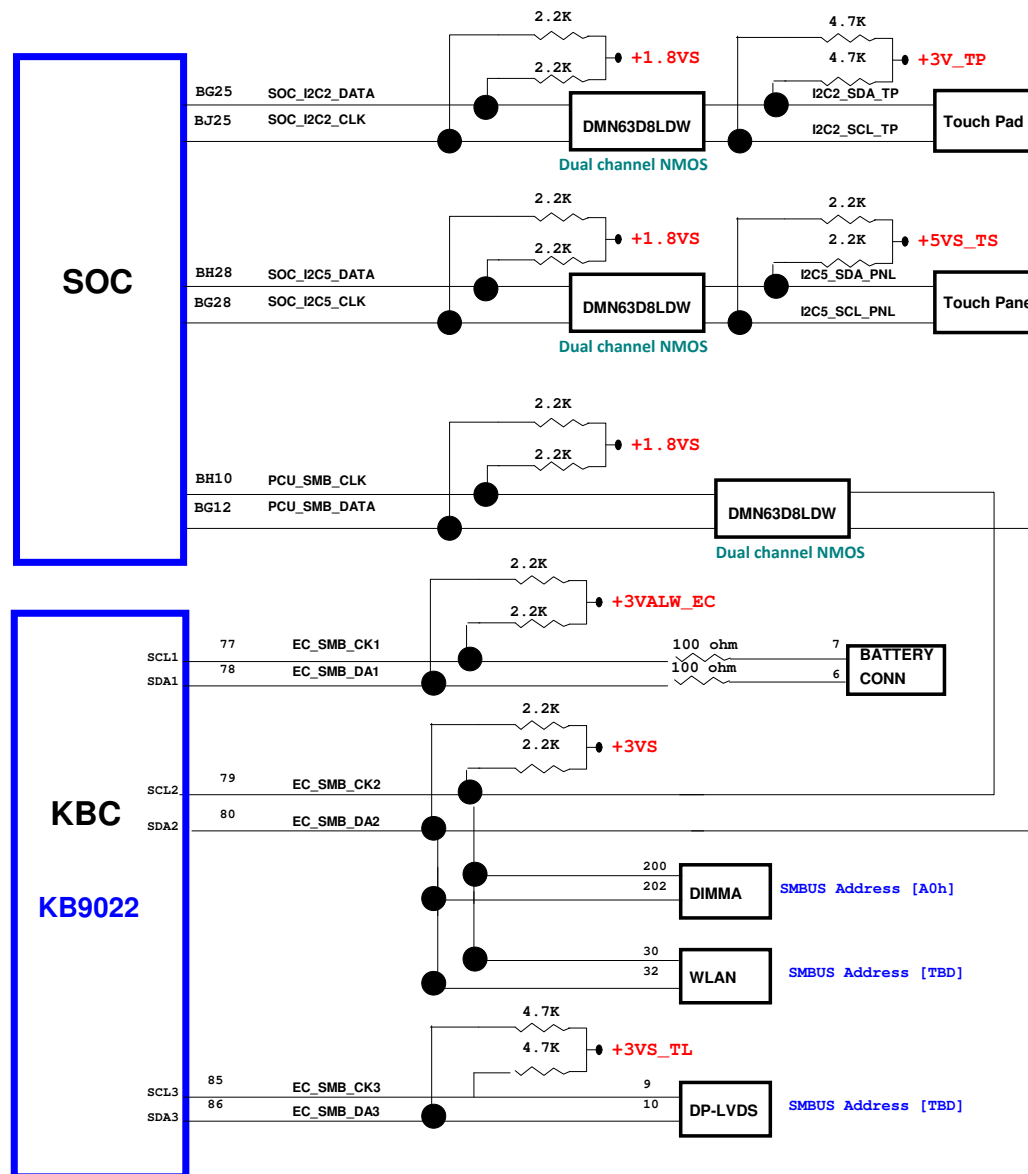 2.2K
4.7K
+1.8VS
+3V_TP
2.2K
4.7K
BG25 SOC_I2C2_DATA
I2C2_SDA_TP
BJ25 SOC_I2C2_CLK
DMN63D8LDW
I2C2_SCL_TP
Touch Pad
Dual channel NMOS
2.2K
2.2K
+1.8VS
+5VS_TS
2.2K
2.2K
SOC
BH28 SOC_I2C5_DATA
I2C5_SDA_PNL
BG28 SOC_I2C5_CLK
DMN63D8LDW
I2C5_SCL_PNL
Touch Pane
Dual channel NMOS
2.2K
+1.8VS
2.2K
BH10 PCU_SMB_CLK
BG12 PCU_SMB_DATA
DMN63D8LDW
Dual channel NMOS
2.2K
+3VALW_EC
2.2K
SCL1 77 EC_SMB_CK1
100 ohm
7
BATTERY
SDA1 78 EC_SMB_DA1
100 ohm
6
CONN
2.2K
+3VS
2.2K
SCL2 79 EC_SMB_CK2
KBC
SDA2 80 EC_SMB_DA2
KB9022
200
202
DIMMA
SMBUS Address [A0h]
30
32
WLAN
SMBUS Address [TBD]
4.7K
+3VS_TL
4.7K
SCL3 85 EC_SMB_CK3
9
SDA3 86 EC_SMB_DA3
10
DP-LVDS
SMBUS Address [TBD]